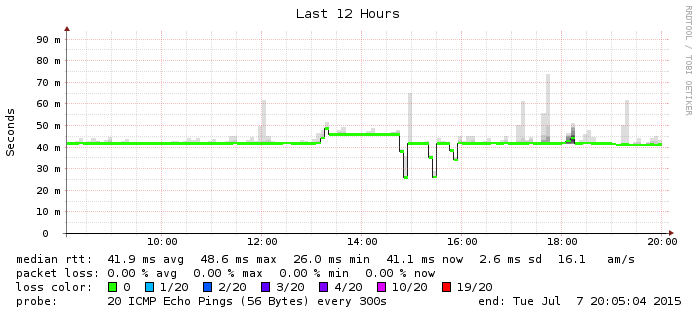 Last 12 Hours
RRDTOOL / TOBI OETIKER
Seconds
90 m
80 m
70 m
60 m
50 m
40 m
30 m
20 m
10 m
0
10:00 12:00 14:00 16:00 18:00 20:00
median rtt: 41.9 ms avg 48.6 ms max 26.0 ms min 41.1 ms now 2.6 ms sd 16.1 am/s
packet loss: 0.00 % avg 0.00 % max 0.00 % min 0.00 % now
loss color: 0 1/20 2/20 3/20 4/20 10/20 19/20
probe: 20 ICMP Echo Pings (56 Bytes) every 300s end: Tue Jul 7 20:05:04 2015